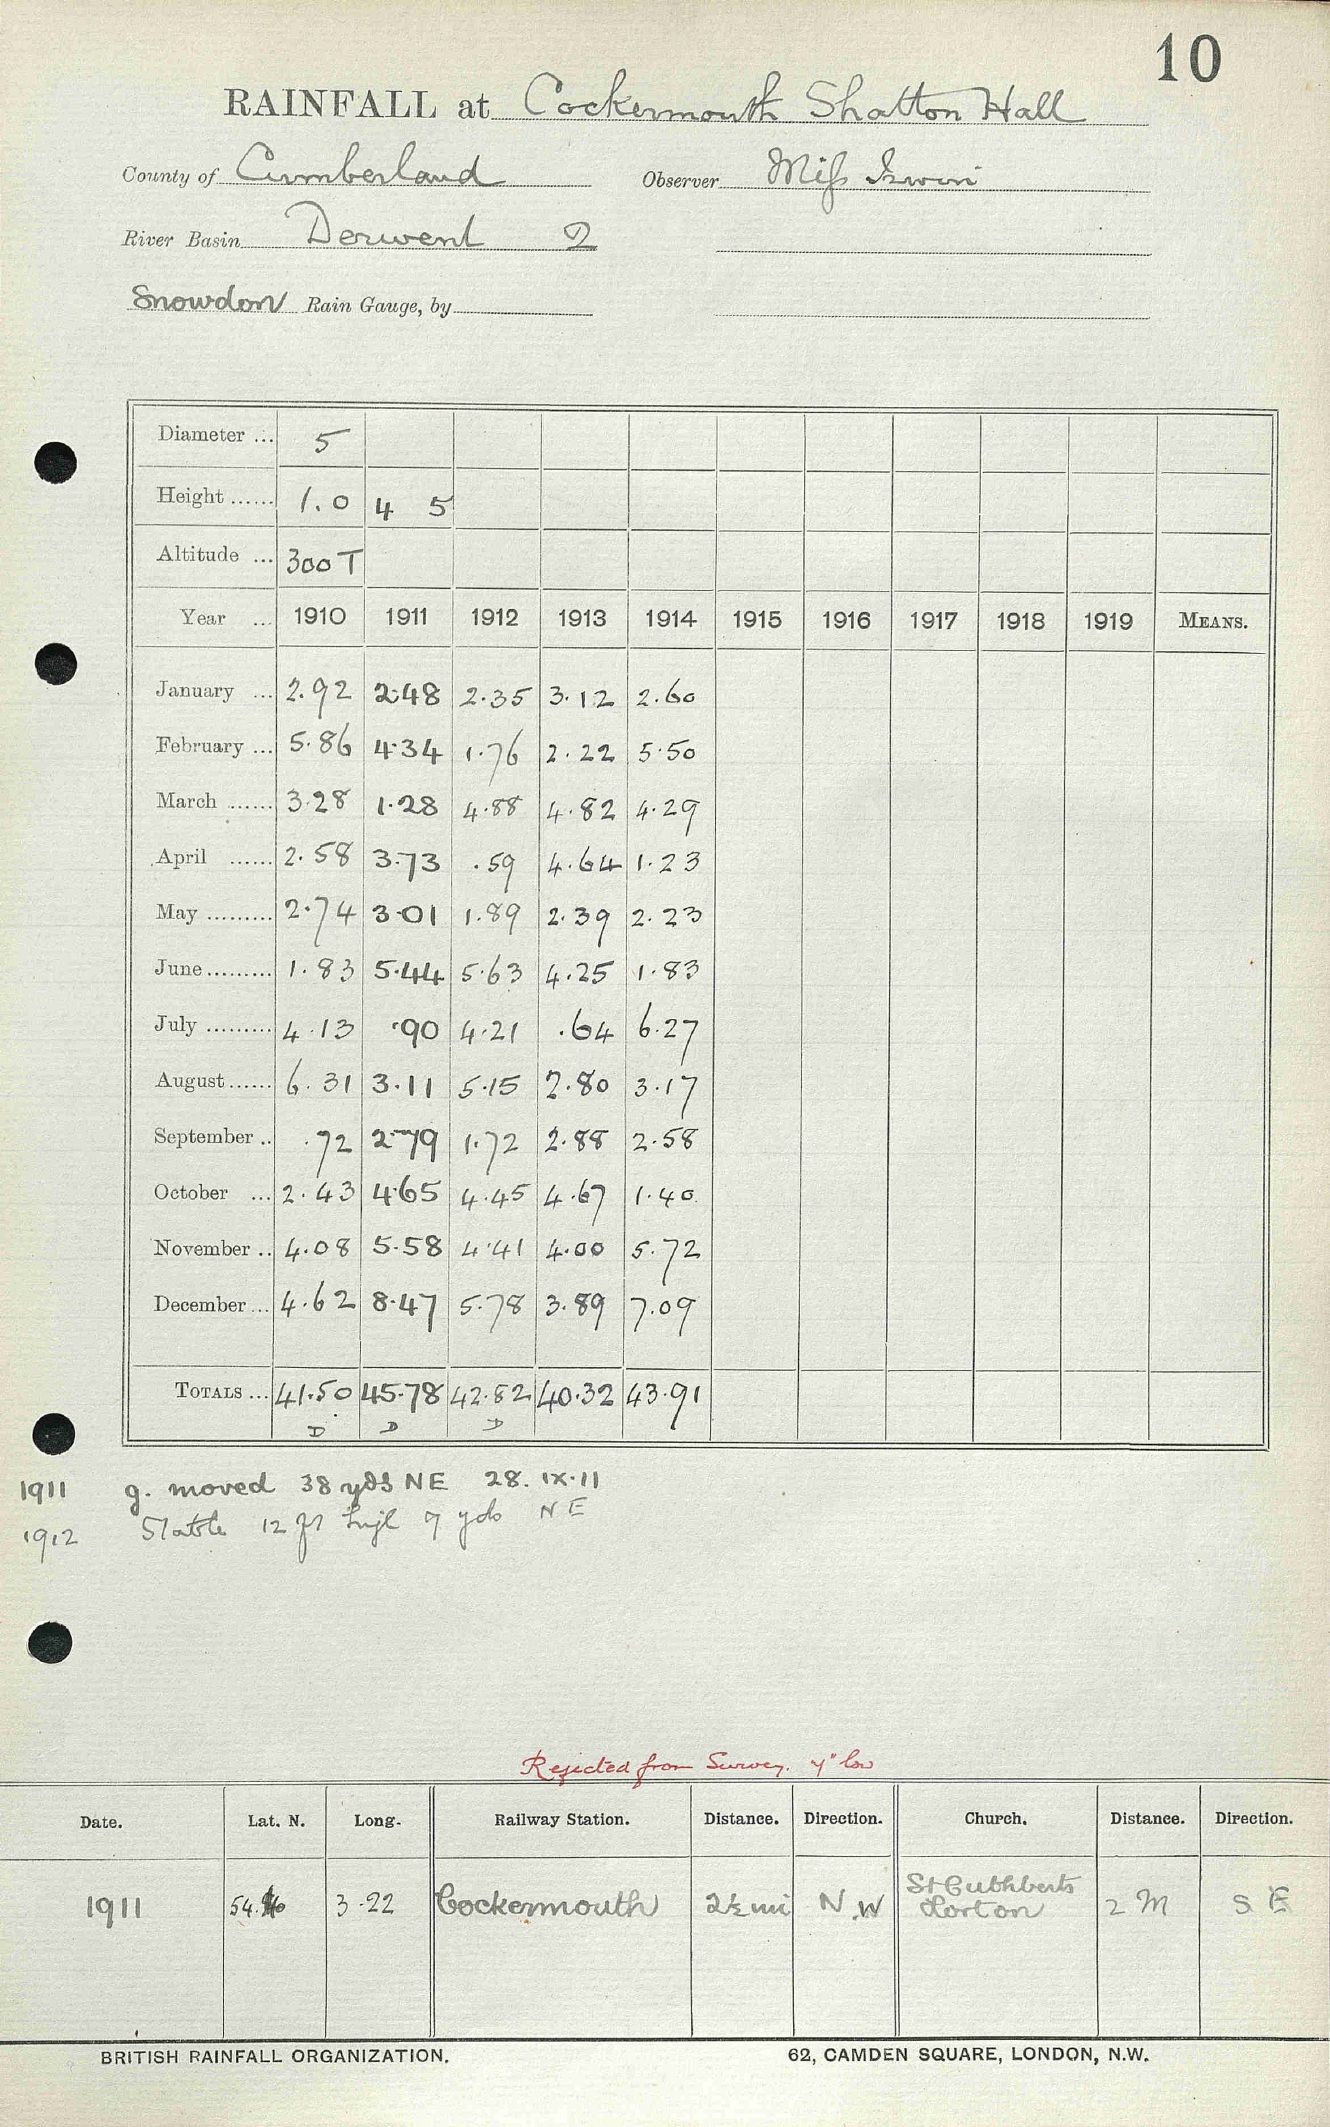 10
RAINFALL at Cockermouth Shatton Hall
County of Cumberland Observer Miss Irwin
River Basin Derwent 2
Snowdon Rain Gauge, by
Diameter ... 5
Height ...... 1.0 4 5
Altitude ... 300 T
Year ... 1910 1911 1912 1913 1914 1915 1916 1917 1918 1919 MEANS.
January ... 2.92 2.48 2.35 3.12 2.60
February ... 5.86 4.34 1.76 2.22 5.50
March ...... 3.28 1.28 4.88 4.82 4.29
April ...... 2.58 3.73 .59 4.64 1.23
May ......... 2.74 3.01 1.89 2.39 2.23
June ......... 1.83 5.44 5.63 4.25 1.83
July ......... 4.13 .90 4.21 .64 6.27
August ...... 6.31 3.11 5.15 2.80 3.17
September .. .72 2.79 1.72 2.88 2.58
October ... 2.43 4.65 4.45 4.67 1.40
November .. 4.08 5.58 4.41 4.00 5.72
December ... 4.62 8.47 5.78 3.89 7.09
TOTALS ... 41.50 45.78 42.82 40.32 43.91
D D D
1911 g. moved 38 yds NE 28.IX.11
1912 Stable 12 ft high 7 yds NE
Rejected from Survey. 4" low
Date. Lat. N. Long. Railway Station. Distance. Direction. Church. Distance. Direction.
1911 54. 3.22 Cockermouth 2½ mi N.W St Cuthberts 2 M S E
BRITISH RAINFALL ORGANIZATION. 62, CAMDEN SQUARE, LONDON, N.W.